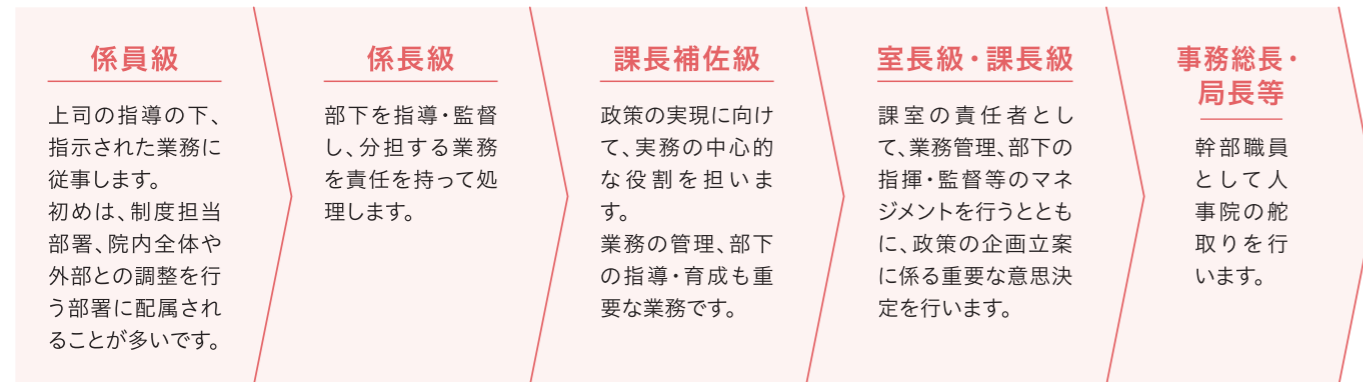 係員級
上司の指導の下、
指示された業務に
従事します。
初めは、制度担当
部署、院内全体や
外部との調整を行
う部署に配属され
ることが多いです。
係長級
部下を指導・監督
し、分担する業務
を責任を持って処
理します。
課長補佐級
政策の実現に向け
て、実務の中心的
な役割を担いま
す。
業務の管理、部下
の指導・育成も重
要な業務です。
室長級・課長級
課室の責任者とし
て、業務管理、部下の
指揮・監督等のマネ
ジメントを行うととも
に、政策の企画立案
に係る重要な意思決
定を行います。
事務総長・
局長等
幹部職員
として人
事院の舵
取りを行
います。